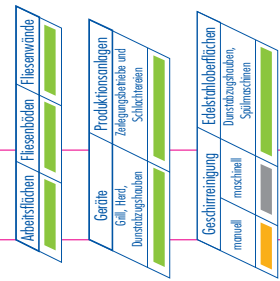 Arbeitsflächen
Fliesenböden
Fliesenwände
Geräte
Grill, Herd,
Dunstabzugshauben
Produktionsanlagen
Zerlegungsbetriebe und
Schlachtereien
Geschirreinigung
manuell
maschinell
Edelstahloberflächen
Dunstabzugshauben,
Spülmaschinen